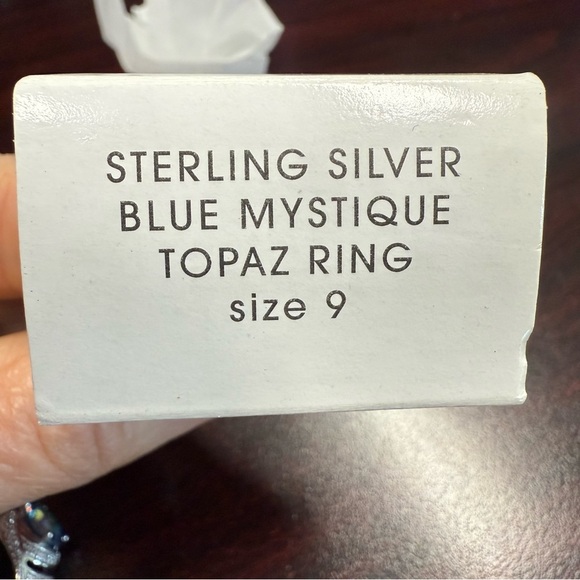 STERLING SILVER
BLUE MYSTIQUE
TOPAZ RING
size 9